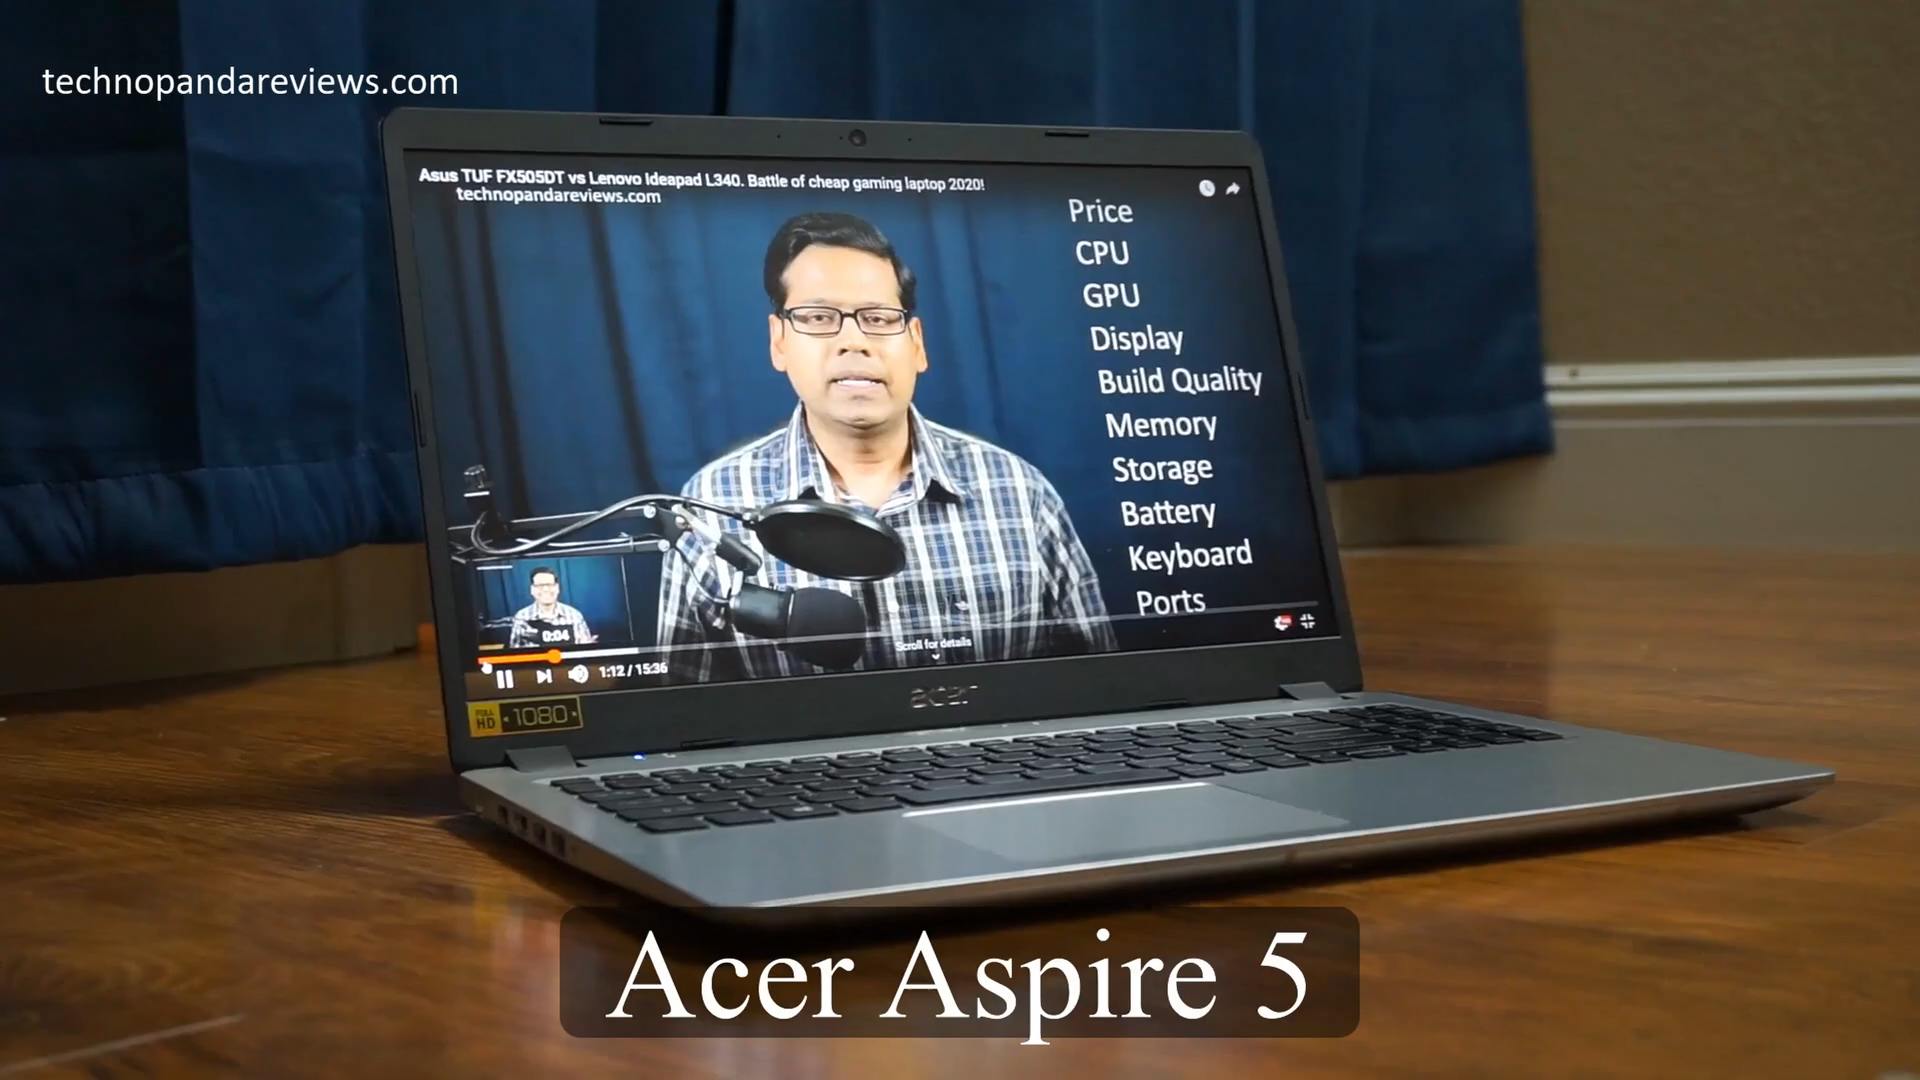 technopandareviews.com
Asus TUF FX505DT vs Lenovo Ideapad L340. Battle of cheap gaming laptop 2020!
technopandareviews.com
Price
CPU
GPU
Display
Build Quality
Memory
Storage
Battery
Keyboard
Ports
0:04
Scroll for details
1:12 / 15:36
acer
FULL HD 1080
Acer Aspire 5